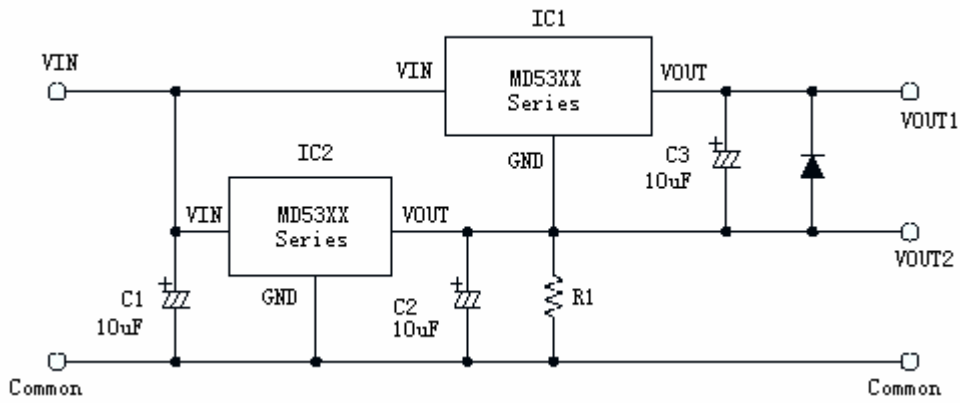 IC1
VIN
VIN
MD53XX
Series
VOUT
VOUT1
GND
C3
10uF
IC2
VIN
MD53XX
Series
VOUT
VOUT2
GND
C1
10uF
C2
10uF
R1
Common
Common